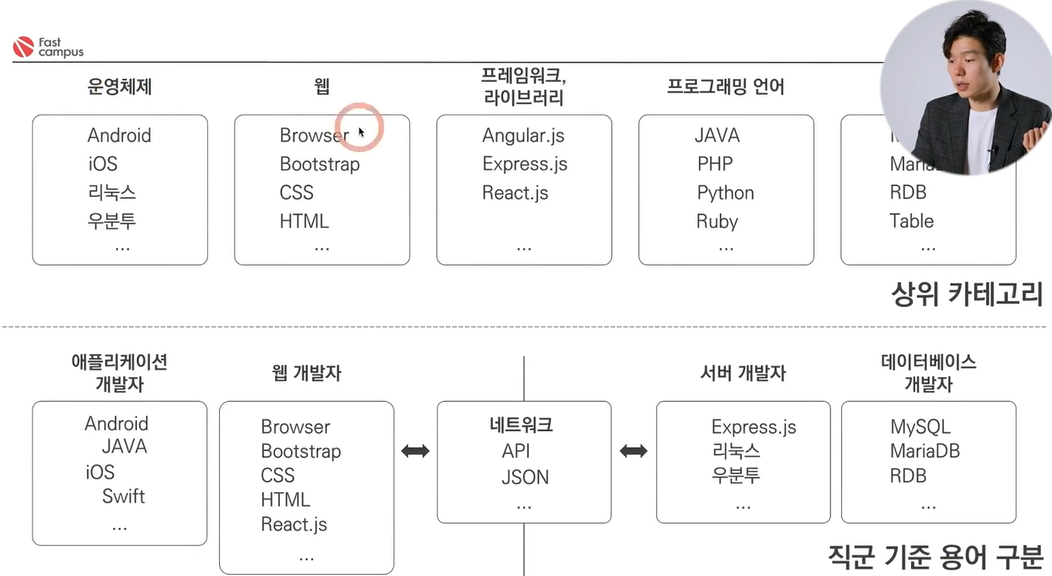 Fast
campus
운영체제
웹
프레임워크,
라이브러리
프로그래밍 언어
Android
iOS
리눅스
우분투
...
Browser
Bootstrap
CSS
HTML
...
Angular.js
Express.js
React.js
...
JAVA
PHP
Python
Ruby
...
RDB
Table
...
상위 카테고리
애플리케이션
개발자
웹 개발자
서버 개발자
데이터베이스
개발자
Android
JAVA
iOS
Swift
...
Browser
Bootstrap
CSS
HTML
React.js
...
네트워크
API
JSON
...
Express.js
리눅스
우분투
...
MySQL
MariaDB
RDB
...
직군 기준 용어 구분